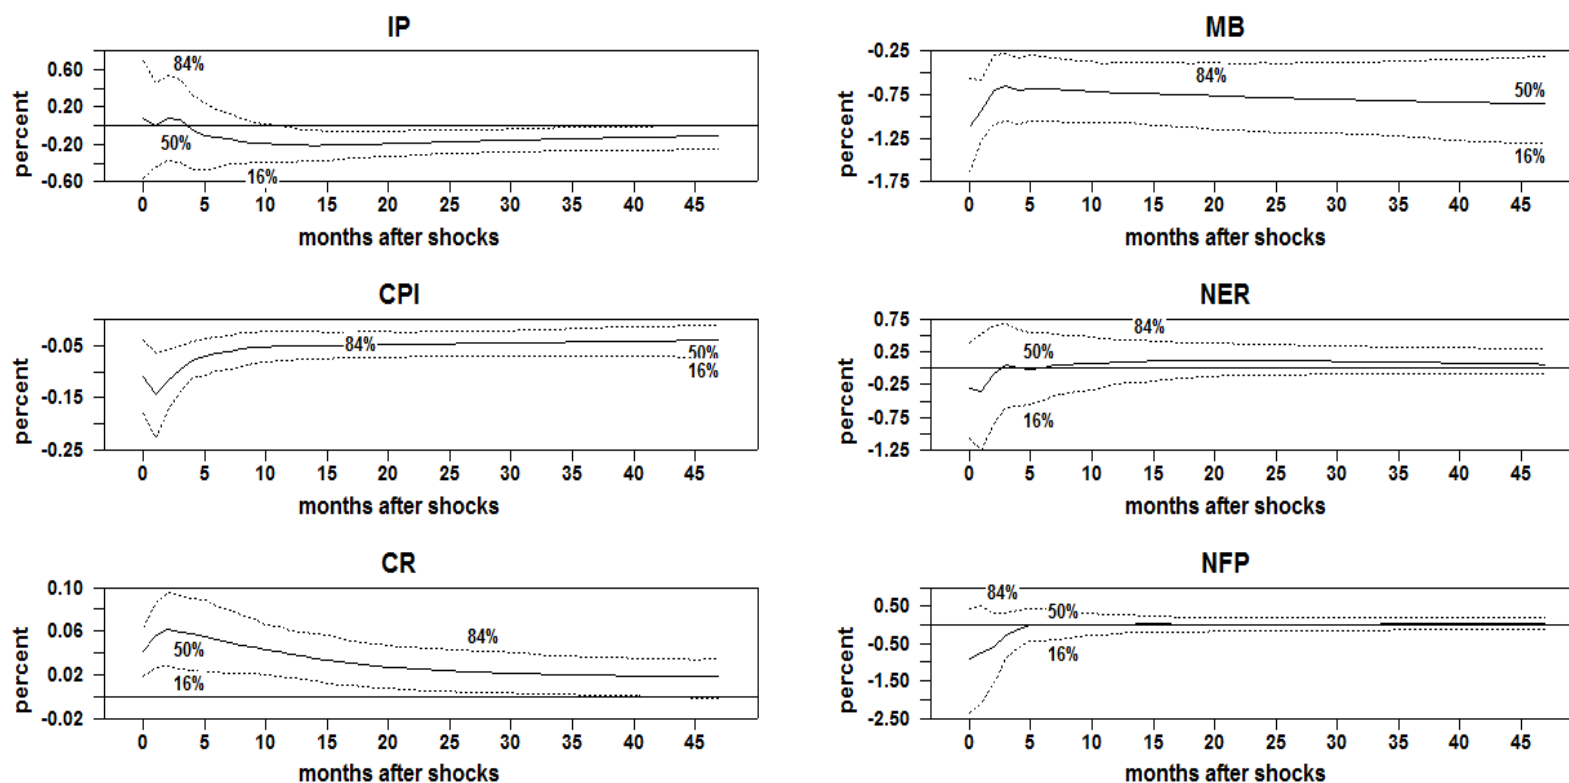 IP
percent
0.60
0.20
-0.20
-0.60
84%
50%
16%
0 5 10 15 20 25 30 35 40 45
months after shocks
MB
percent
-0.25
-0.75
-1.25
-1.75
84%
50%
16%
0 5 10 15 20 25 30 35 40 45
months after shocks
CPI
percent
-0.05
-0.15
-0.25
84%
50%
16%
0 5 10 15 20 25 30 35 40 45
months after shocks
NER
percent
0.75
0.25
-0.25
-0.75
-1.25
84%
50%
16%
0 5 10 15 20 25 30 35 40 45
months after shocks
CR
percent
0.10
0.06
0.02
-0.02
84%
50%
16%
0 5 10 15 20 25 30 35 40 45
months after shocks
NFP
percent
0.50
-0.50
-1.50
-2.50
84%
50%
16%
0 5 10 15 20 25 30 35 40 45
months after shocks